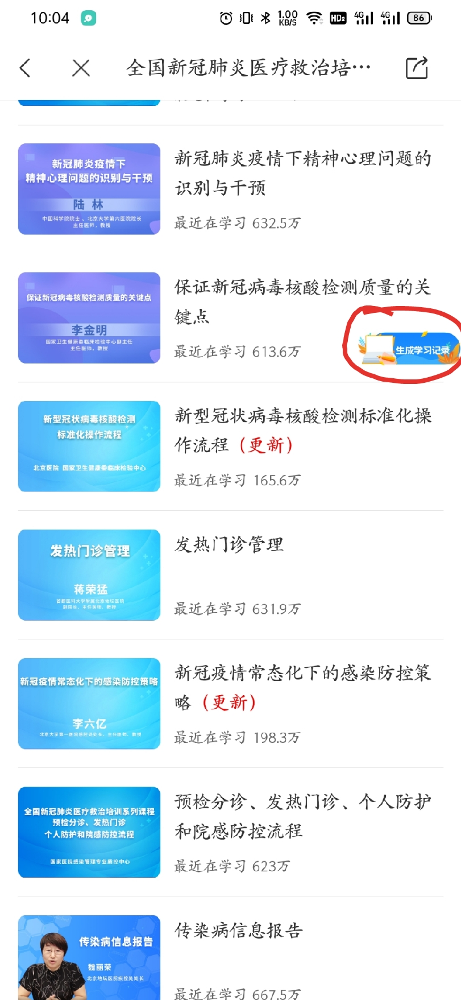 10:04
1.00
KB/S
HD2
4G
4G
86
全国新冠肺炎医疗救治培…
新冠肺炎疫情下
精神心理问题的识别与干预
陆 林
中国科学院院士 、北京大学第六医院院长
主任医师，教授
新冠肺炎疫情下精神心理问题的
识别与干预
最近在学习 632.5万
保证新冠病毒核酸检测质量的关键点
李金明
国家卫生健康委临床检验中心副主任
主任医师，教授
保证新冠病毒核酸检测质量的关
键点
最近在学习 613.6万
生成学习记录
新型冠状病毒核酸检测
标准化操作流程
北京医院 国家卫生健康委临床检验中心
新型冠状病毒核酸检测标准化操
作流程（更新）
最近在学习 165.6万
发热门诊管理
蒋荣猛
首都医科大学附属北京地坛医院
副院长、主任医师、教授
发热门诊管理
最近在学习 631.9万
新冠疫情常态化下的感染防控策略
李六亿
北京大学第一医院感控处处长、主任医师、教授
新冠疫情常态化下的感染防控策
略（更新）
最近在学习 198.3万
全国新冠肺炎医疗救治培训系列课程
预检分诊、发热门诊
个人防护和院感防控流程
国家医院感染管理专业质控中心
预检分诊、发热门诊、个人防护
和院感防控流程
最近在学习 623万
传染病信息报告
魏丽荣
北京地坛医院疾控处处长
传染病信息报告
最近在学习 667.5万